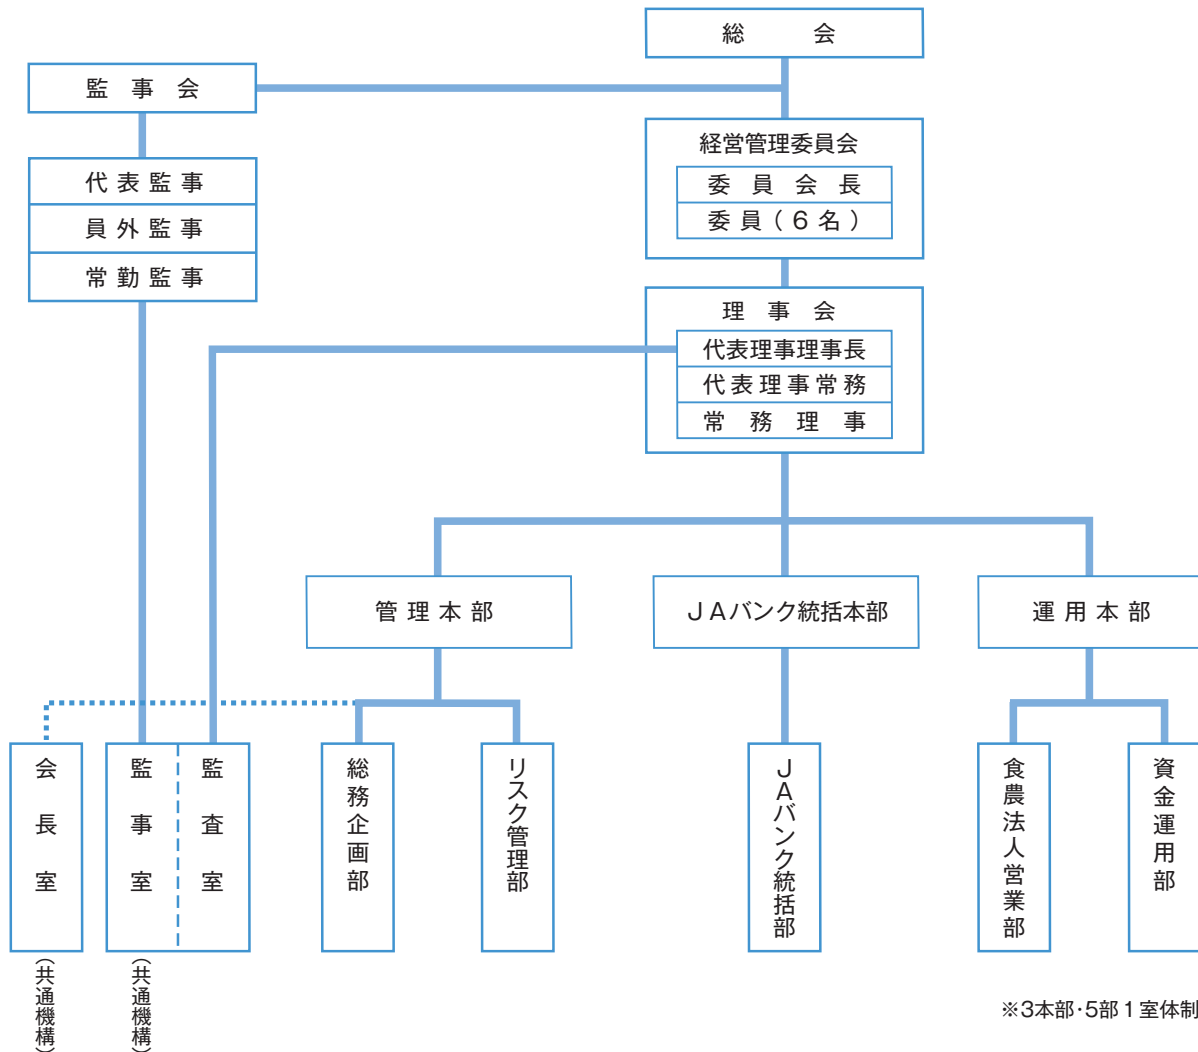 総会
監事会
代表監事
員外監事
常勤監事
経営管理委員会
委員会長
委員(6名)
理事会
代表理事理事長
代表理事常務
常務理事
管理本部
JAバンク統括本部
運用本部
会長室
監事室
監査室
総務企画部
リスク管理部
JAバンク統括部
食農法人営業部
資金運用部
(共通機構)
(共通機構)
※3本部・5部1室体制